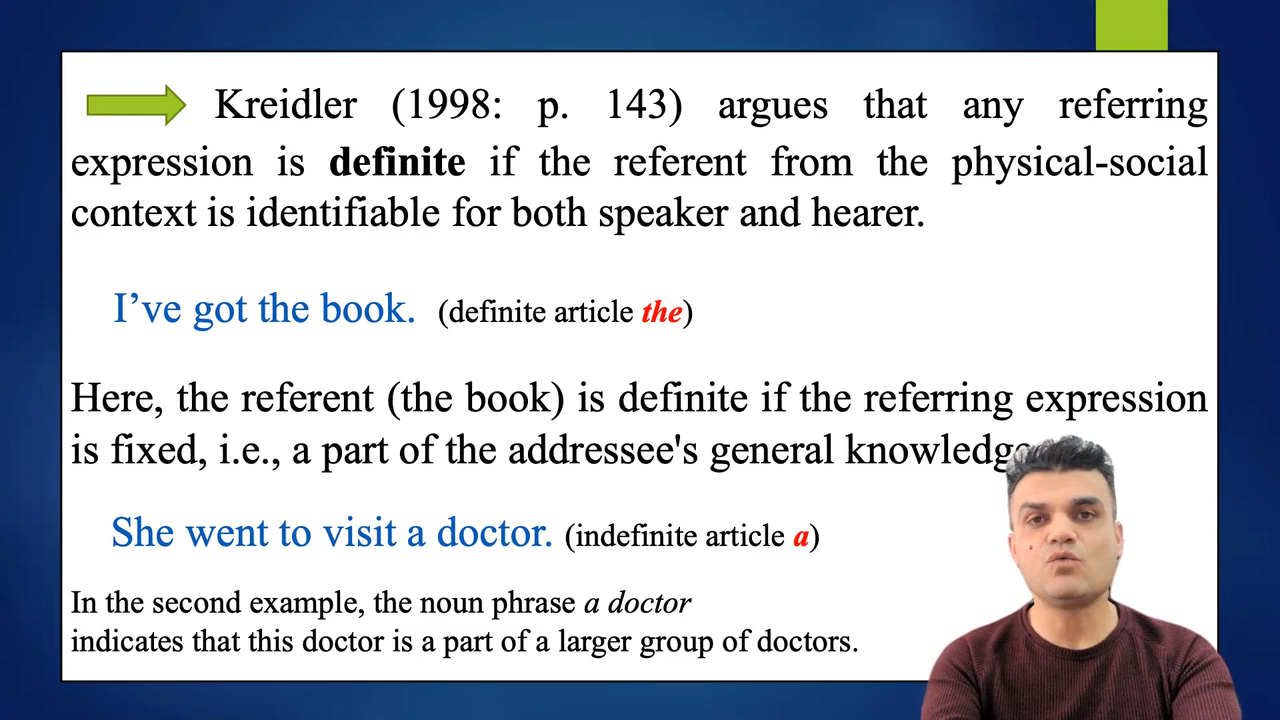 Kreidler (1998: p. 143) argues that any referring
expression is definite if the referent from the physical-social
context is identifiable for both speaker and hearer.
I’ve got the book. (definite article the)
Here, the referent (the book) is definite if the referring expression
is fixed, i.e., a part of the addressee's general knowledge
She went to visit a doctor. (indefinite article a)
In the second example, the noun phrase a doctor
indicates that this doctor is a part of a larger group of doctors.